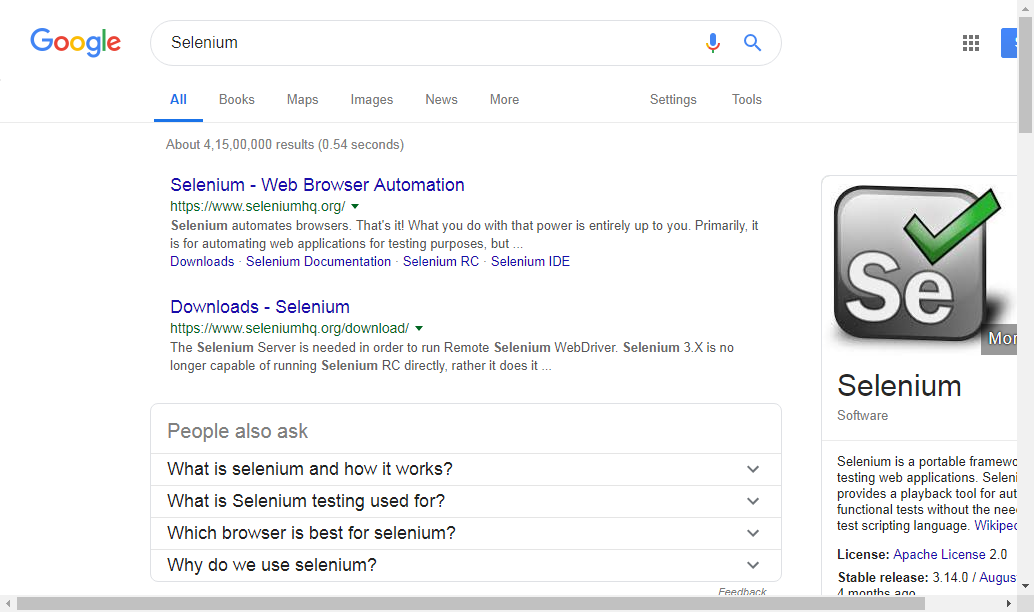 Google
Selenium
All Books Maps Images News More Settings Tools
About 4,15,00,000 results (0.54 seconds)
Selenium - Web Browser Automation
https://www.seleniumhq.org/
Selenium automates browsers. That's it! What you do with that power is entirely up to you. Primarily, it
is for automating web applications for testing purposes, but ...
Downloads · Selenium Documentation · Selenium RC · Selenium IDE
Downloads - Selenium
https://www.seleniumhq.org/download/
The Selenium Server is needed in order to run Remote Selenium WebDriver. Selenium 3.X is no
longer capable of running Selenium RC directly, rather it does it ...
People also ask
What is selenium and how it works?
What is Selenium testing used for?
Which browser is best for selenium?
Why do we use selenium?
Feedback
Se
Mor
Selenium
Software
Selenium is a portable framewo
testing web applications. Seleni
provides a playback tool for aut
functional tests without the nee
test scripting language. Wikiped
License: Apache License 2.0
Stable release: 3.14.0 / Augus
4 months ago